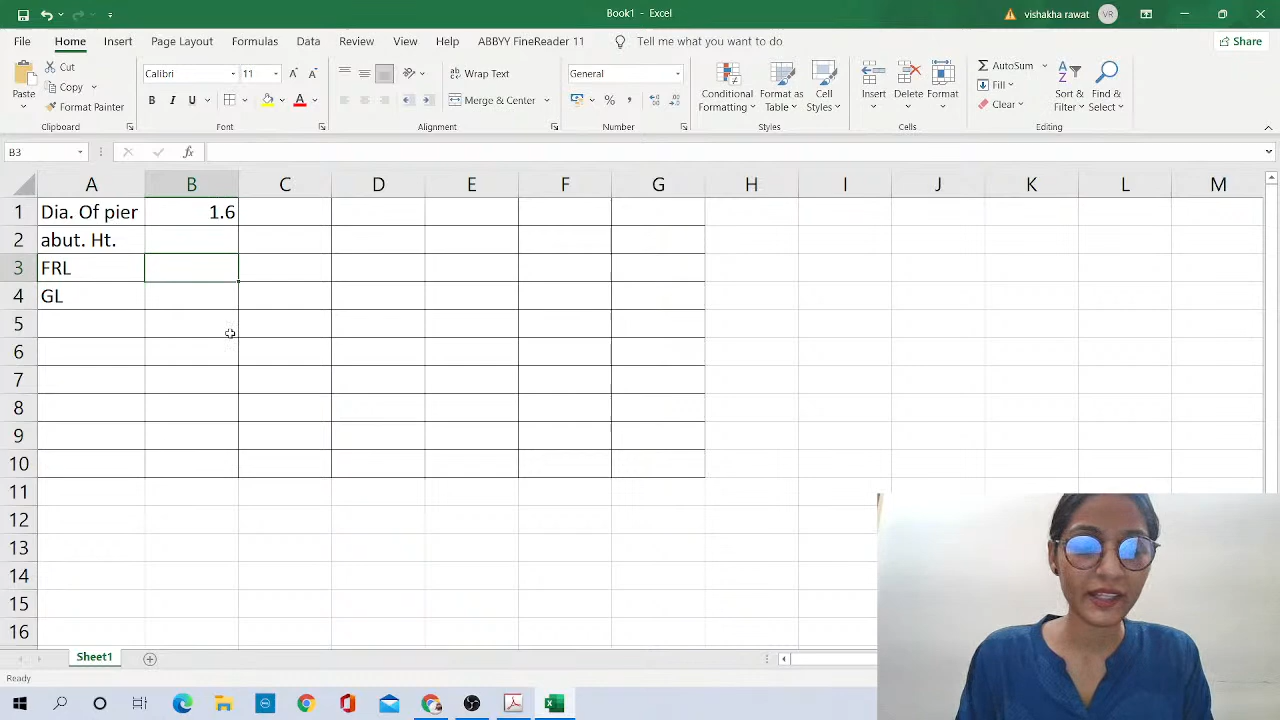 Book1 - Excel
vishakha rawat
VR
File
Home
Insert
Page Layout
Formulas
Data
Review
View
Help
ABBYY FineReader 11
Tell me what you want to do
Share
Paste
Cut
Copy
Format Painter
Clipboard
Calibri
11
A A
B I U
A
Font
Wrap Text
Merge & Center
Alignment
General
% ,
Number
Conditional Formatting
Format as Table
Cell Styles
Styles
Insert
Delete
Format
Cells
AutoSum
Fill
Clear
Sort & Filter
Find & Select
Editing
B3
fx
A B C D E F G H I J K L M
1 Dia. Of pier 1.6
2 abut. Ht.
3 FRL
4 GL
5
6
7
8
9
10
11
12
13
14
15
16
Sheet1
Ready